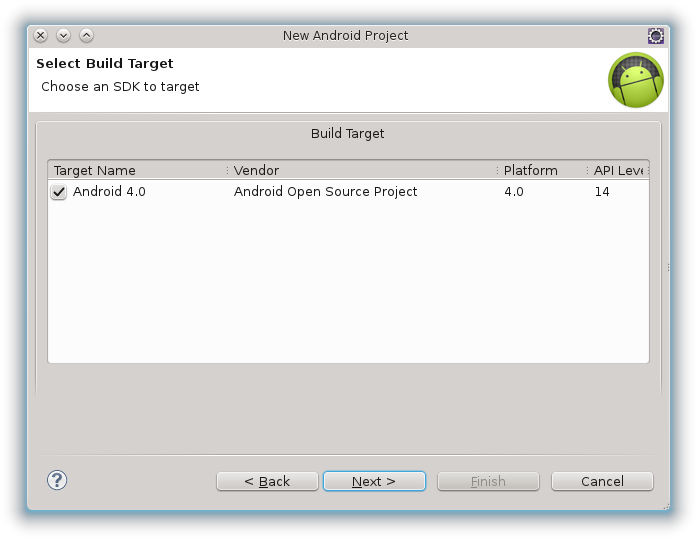 New Android Project
Select Build Target
Choose an SDK to target
Build Target
Target Name Vendor Platform API Leve
Android 4.0 Android Open Source Project 4.0 14
? < Back Next > Finish Cancel